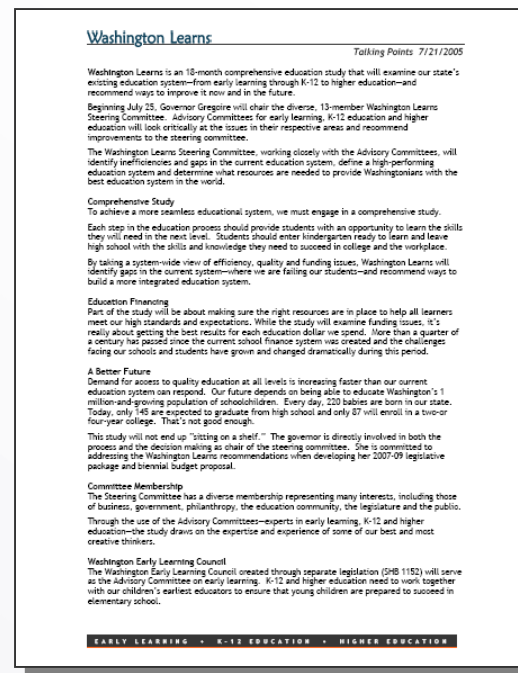 Washington Learns
Talking Points 7/21/2005
Washington Learns is an 18-month comprehensive education study that will examine our state's
existing education system—from early learning through K-12 to higher education—and
recommend ways to improve it now and in the future.
Beginning July 25, Governor Gregoire will chair the diverse, 13-member Washington Learns
Steering Committee. Advisory Committees for early learning, K-12 education and higher
education will look critically at the issues in their respective areas and recommend
improvements to the steering committee.
The Washington Learns Steering Committee, working closely with the Advisory Committees, will
identify inefficiencies and gaps in the current education system, define a high-performing
education system and determine what resources are needed to provide Washingtonians with the
best education system in the world.
Comprehensive Study
To achieve a more seamless educational system, we must engage in a comprehensive study.
Each step in the education process should provide students with an opportunity to learn the skills
they will need in the next level. Students should enter kindergarten ready to learn and leave
high school with the skills and knowledge they need to succeed in college and the workplace.
By taking a system-wide view of efficiency, quality and funding issues, Washington Learns will
identify gaps in the current system—where we are failing our students—and recommend ways to
build a more integrated education system.
Education Financing
Part of the study will be about making sure the right resources are in place to help all learners
meet our high standards and expectations. While the study will examine funding issues, it's
really about getting the best results for each education dollar we spend. More than a quarter of
a century has passed since the current school finance system was created and the challenges
facing our schools and students have grown and changed dramatically during this period.
A Better Future
Demand for access to quality education at all levels is increasing faster than our current
education system can respond. Our future depends on being able to educate Washington's 1
million-and-growing population of schoolchildren. Every day, 220 babies are born in our state.
Today, only 145 are expected to graduate from high school and only 87 will enroll in a two-or
four-year college. That's not good enough.
This study will not end up "sitting on a shelf." The governor is directly involved in both the
process and the decision making as chair of the steering committee. She is committed to
addressing the Washington Learns recommendations when developing her 2007-09 legislative
package and biennial budget proposal.
Committee Membership
The Steering Committee has a diverse membership representing many interests, including those
of business, government, philanthropy, the education community, the legislature and the public.
Through the use of the Advisory Committees—experts in early learning, K-12 and higher
education—the study draws on the expertise and experience of some of our best and most
creative thinkers.
Washington Early Learning Council
The Washington Early Learning Council created through separate legislation (SHB 1152) will serve
as the Advisory Committee on early learning. K-12 and higher education need to work together
with our children's earliest educators to ensure that young children are prepared to succeed in
elementary school.
EARLY LEARNING • K-12 EDUCATION • HIGHER EDUCATION